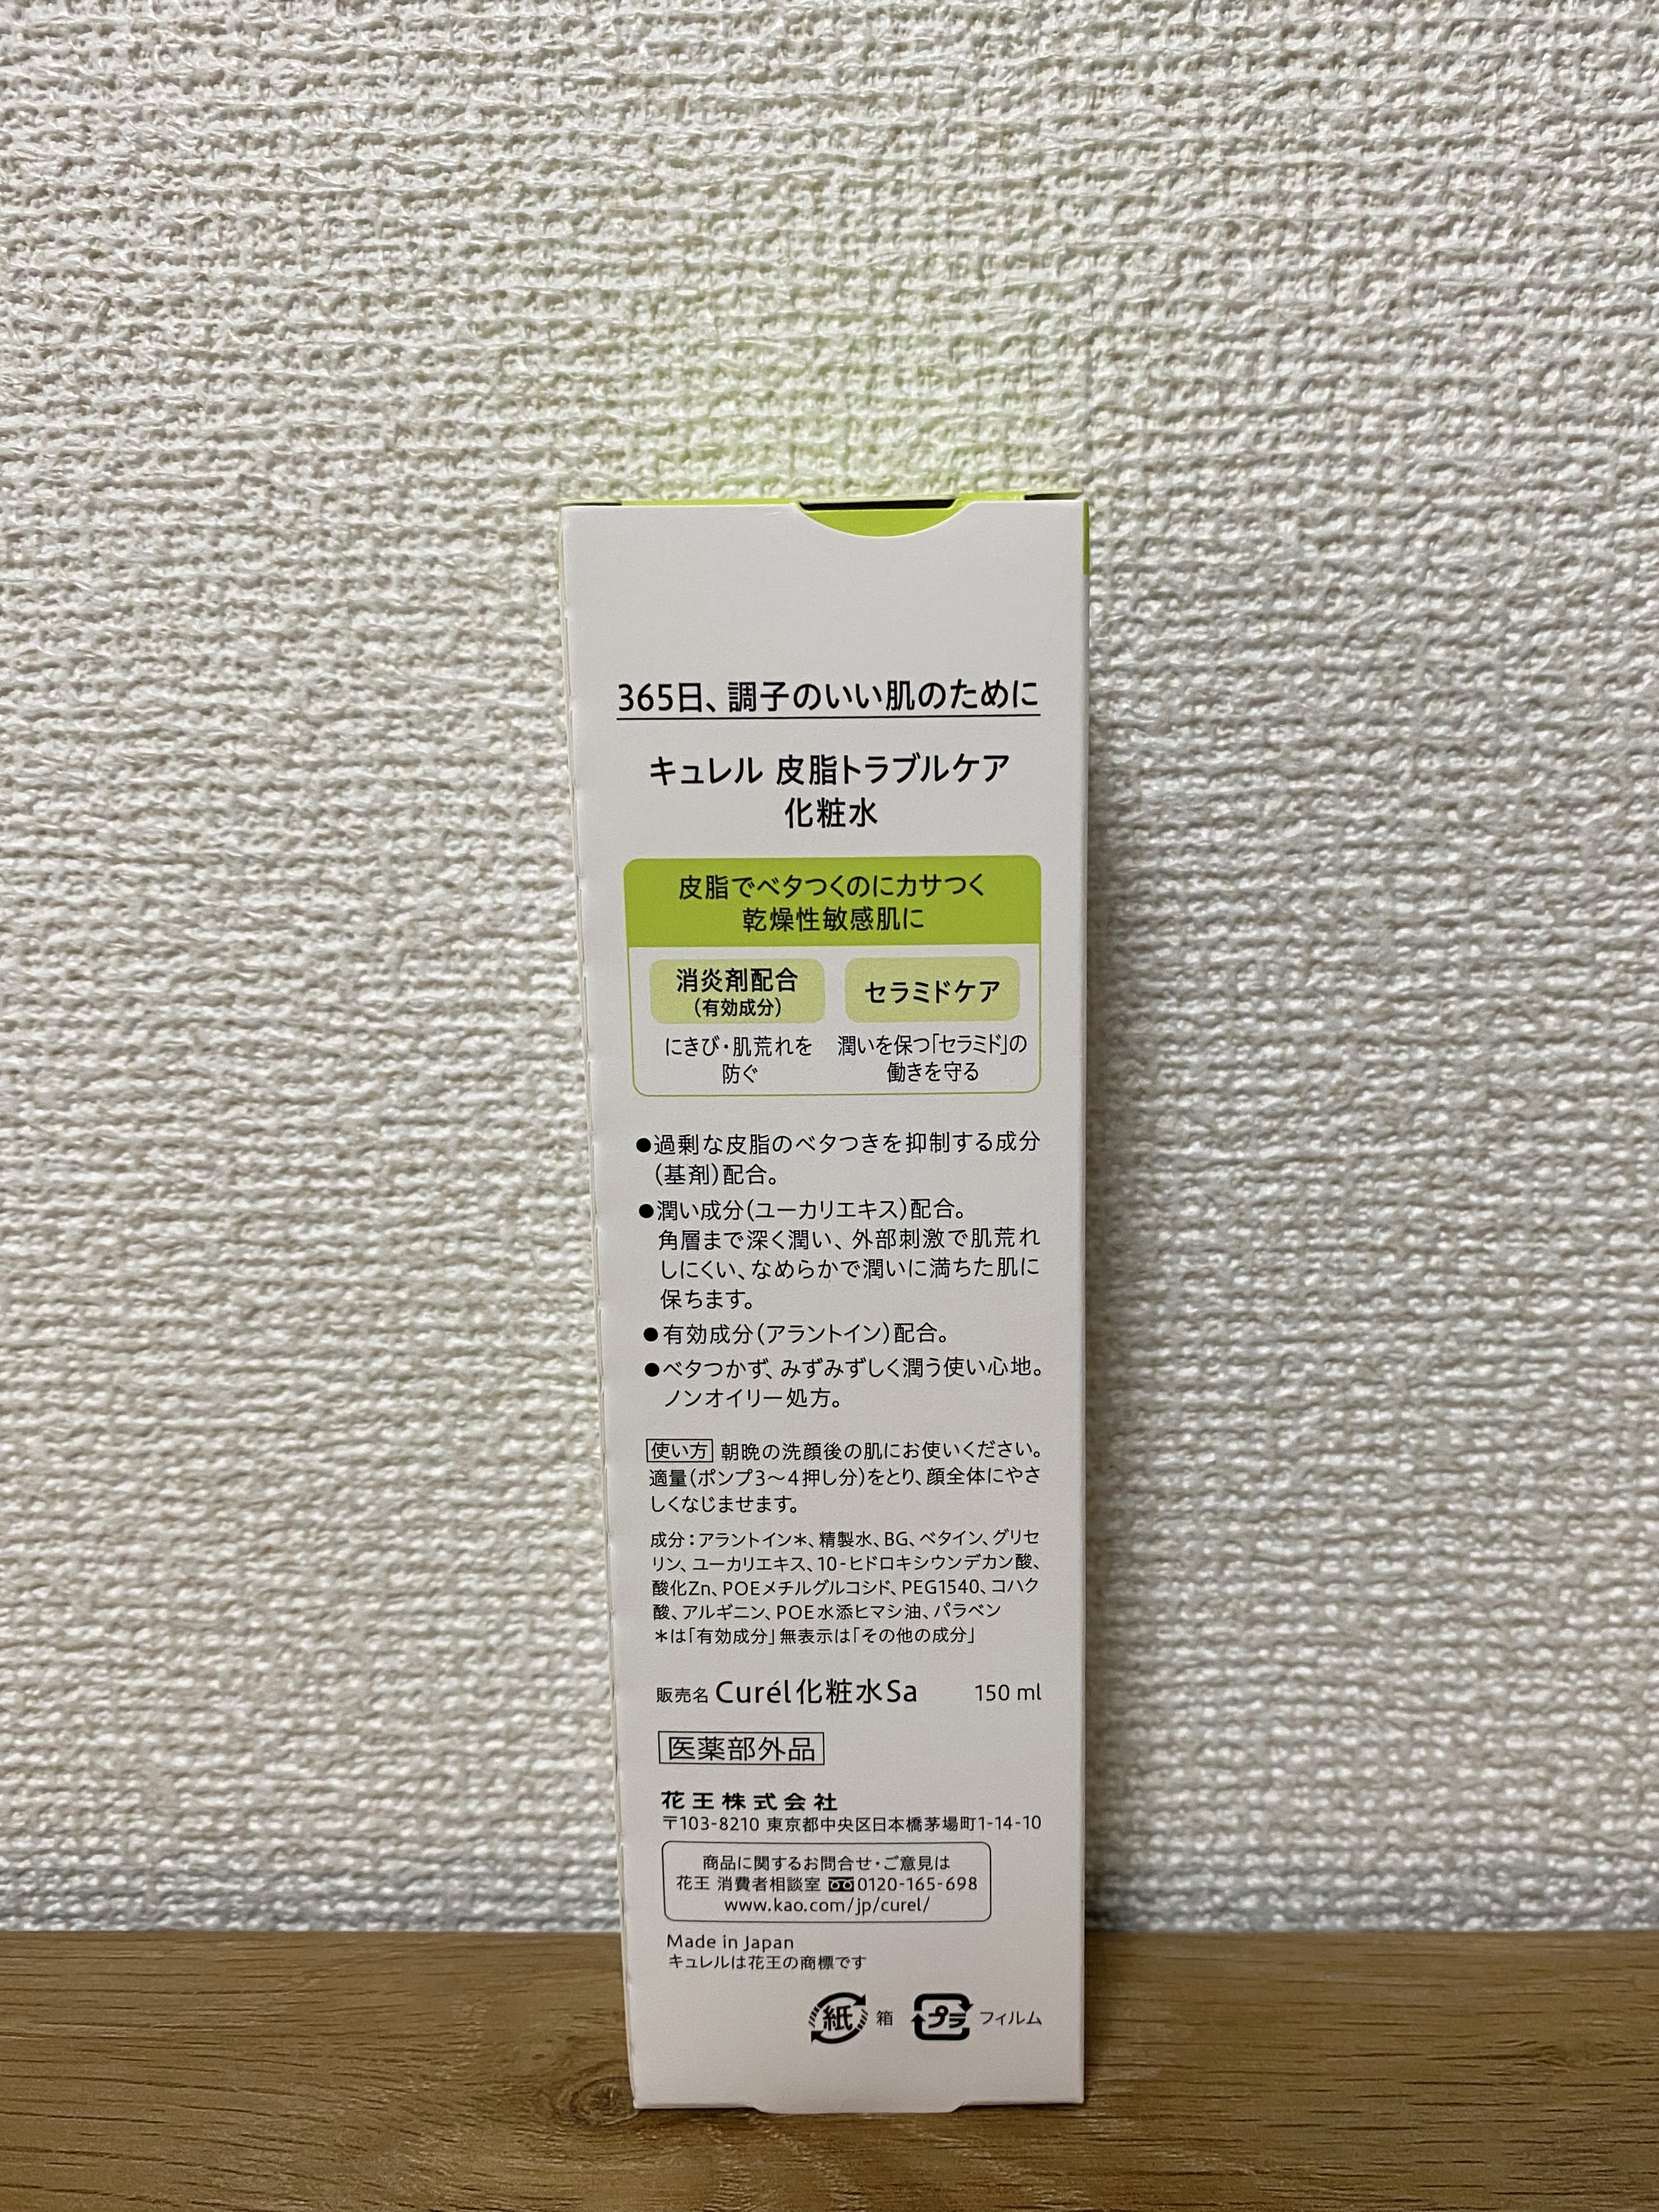 365日、調子のいい肌のために
キュレル 皮脂トラブルケア
化粧水
皮脂でベタつくのにカサつく
乾燥性敏感肌に
消炎剤配合
(有効成分)
セラミドケア
にきび・肌荒れを
防ぐ
潤いを保つ「セラミド」の
働きを守る
●過剰な皮脂のベタつきを抑制する成分
(基剤)配合。
●潤い成分(ユーカリエキス)配合。
角層まで深く潤い、外部刺激で肌荒れ
しにくい、なめらかで潤いに満ちた肌に
保ちます。
●有効成分(アラントイン)配合。
●ベタつかず、みずみずしく潤う使い心地。
ノンオイリー処方。
使い方 朝晩の洗顔後の肌にお使いください。
適量(ポンプ3〜4押し分)をとり、顔全体にやさ
しくなじませます。
成分：アラントイン＊、精製水、BG、ベタイン、グリセ
リン、ユーカリエキス、10-ヒドロキシウンデカン酸、
酸化Zn、POEメチルグルコシド、PEG1540、コハク
酸、アルギニン、POE水添ヒマシ油、パラベン
＊は「有効成分」無表示は「その他の成分」
販売名 Curél化粧水Sa 150 ml
医薬部外品
花王株式会社
〒103-8210 東京都中央区日本橋茅場町1-14-10
商品に関するお問合せ・ご意見は
花王 消費者相談室 0120-165-698
www.kao.com/jp/curel/
Made in Japan
キュレルは花王の商標です
紙 箱 プラ フィルム